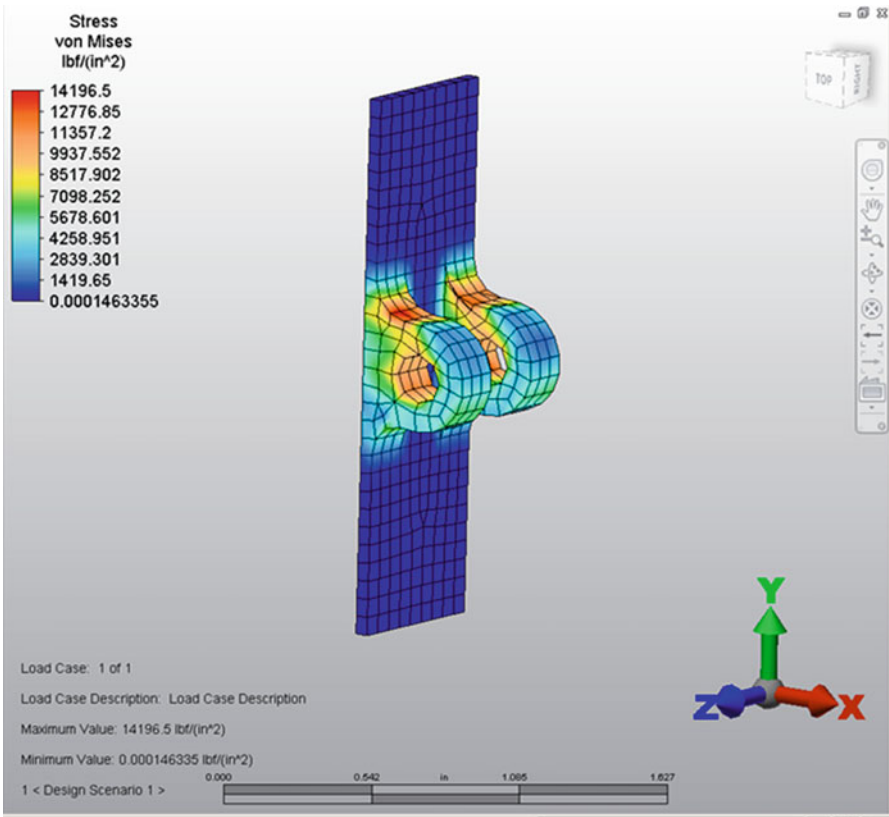 Stress
von Mises
lbf/(in^2)
14196.5
12776.85
11357.2
9937.552
8517.902
7098.252
5678.601
4258.951
2839.301
1419.65
0.0001463355
TOP
RIGHT
Y
Z
X
Load Case: 1 of 1
Load Case Description: Load Case Description
Maximum Value: 14196.5 lbf/(in^2)
Minimum Value: 0.000146335 lbf/(in^2)
1 < Design Scenario 1 >
0.000 0.542 in 1.085 1.627